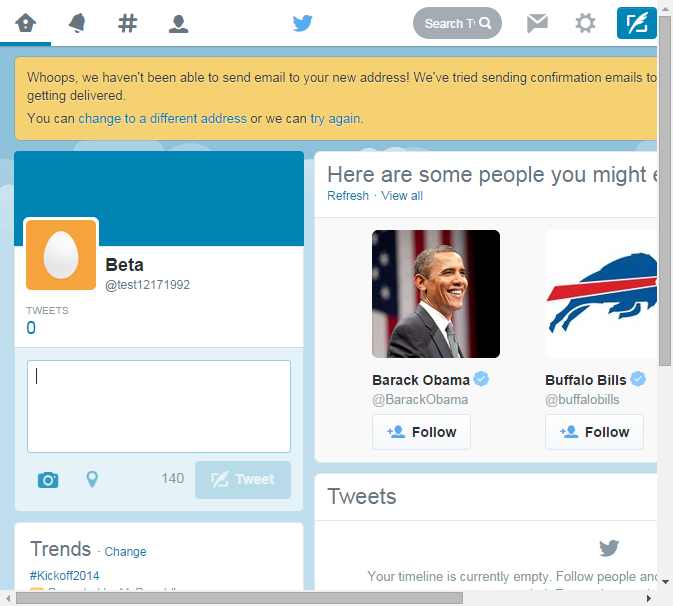 Search T
Whoops, we haven't been able to send email to your new address! We've tried sending confirmation emails to
getting delivered.
You can change to a different address or we can try again.
Beta
@test12171992
TWEETS
0
140
Tweet
Trends · Change
#Kickoff2014
Here are some people you might e
Refresh · View all
Barack Obama
@BarackObama
Follow
Buffalo Bills
@buffalobills
Follow
Tweets
Your timeline is currently empty. Follow people and